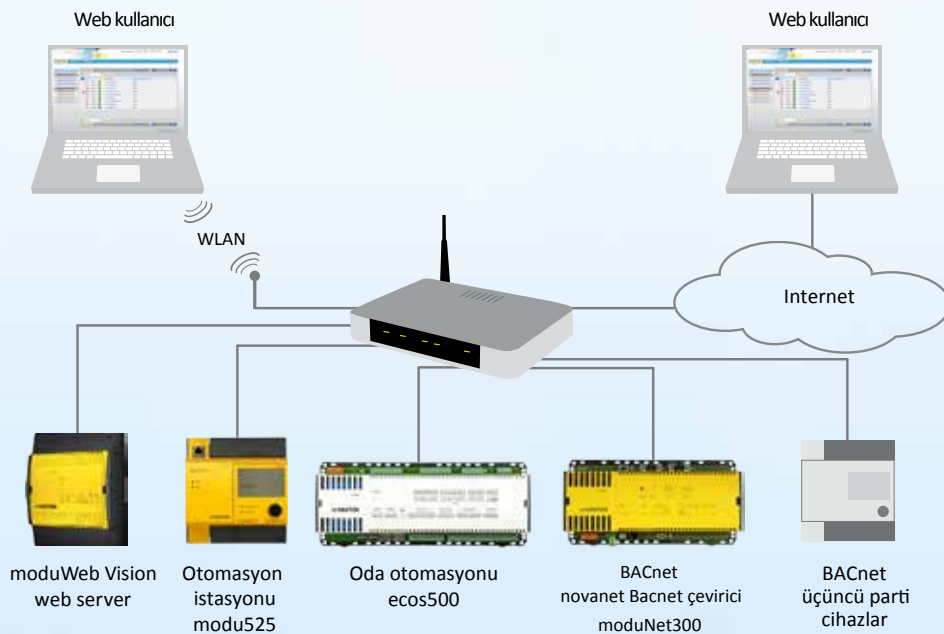 Web kullanıcı
Web kullanıcı
WLAN
Internet
moduWeb Vision
web server
Otomasyon
istasyonu
modu525
Oda otomasyonu
ecos500
BACnet
novanet Bacnet çevirici
moduNet300
BACnet
üçüncü parti
cihazlar